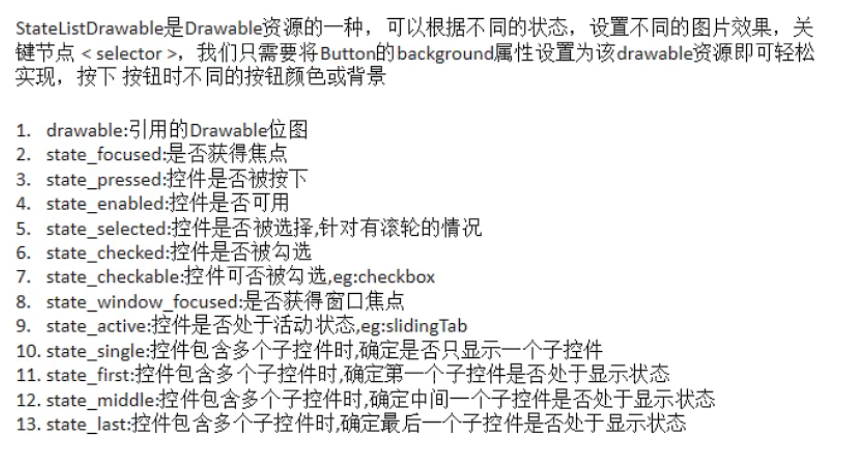 StateListDrawable是Drawable资源的一种，可以根据不同的状态，设置不同的图片效果，关
键节点 < selector >，我们只需要将Button的background属性设置为该drawable资源即可轻松
实现，按下 按钮时不同的按钮颜色或背景
1. drawable:引用的Drawable位图
2. state_focused:是否获得焦点
3. state_pressed:控件是否被按下
4. state_enabled:控件是否可用
5. state_selected:控件是否被选择,针对有滚轮的情况
6. state_checked:控件是否被勾选
7. state_checkable:控件可否被勾选,eg:checkbox
8. state_window_focused:是否获得窗口焦点
9. state_active:控件是否处于活动状态,eg:slidingTab
10. state_single:控件包含多个子控件时,确定是否只显示一个子控件
11. state_first:控件包含多个子控件时,确定第一个子控件是否处于显示状态
12. state_middle:控件包含多个子控件时,确定中间一个子控件是否处于显示状态
13. state_last:控件包含多个子控件时,确定最后一个子控件是否处于显示状态